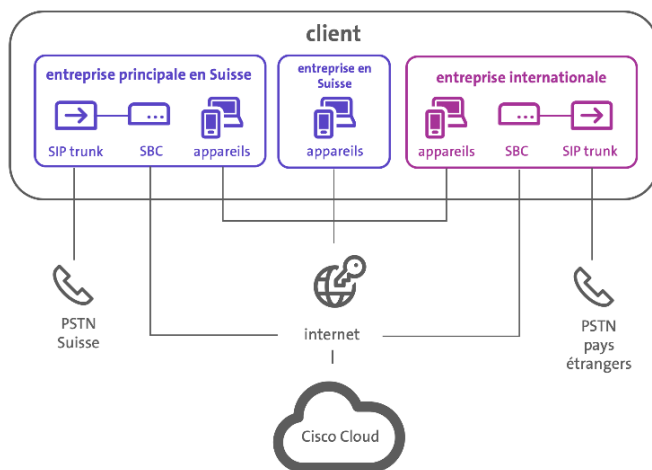 client
entreprise principale en Suisse
SIP trunk
SBC
appareils
entreprise en
Suisse
appareils
entreprise internationale
appareils
SBC
SIP trunk
PSTN
Suisse
internet
PSTN
pays
étrangers
Cisco Cloud